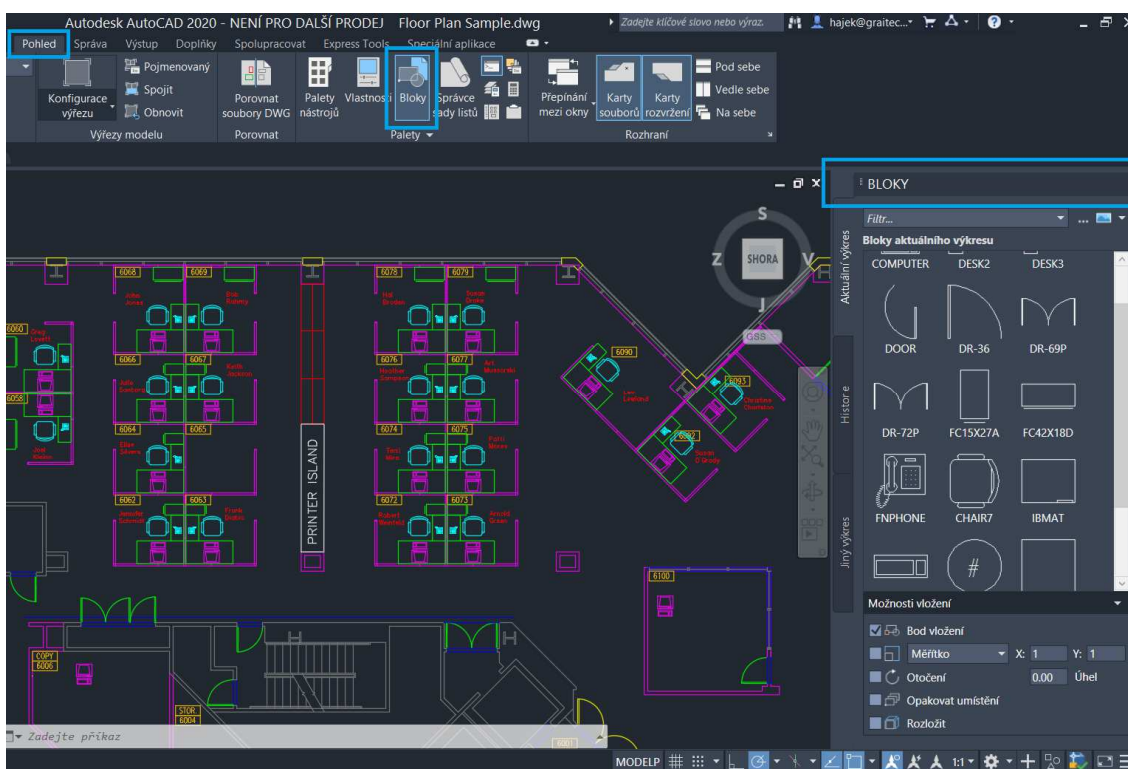 Autodesk AutoCAD 2020 - NENÍ PRO DALŠÍ PRODEJ Floor Plan Sample.dwg
Zadejte klíčové slovo nebo výraz.
hajek@graitec...
Pohled Správa Výstup Doplňky Spolupracovat Express Tools Speciální aplikace
Konfigurace výřezu
Pojmenovaný
Spojit
Obnovit
Porovnat soubory DWG
Palety nástrojů
Vlastnosti
Bloky
Správce sady listů
Přepínání mezi okny
Karty souborů
Karty rozvržení
Pod sebe
Vedle sebe
Na sebe
Výřezy modelu Porovnat Palety Rozhraní
BLOKY
Filtr...
Bloky aktuálního výkresu
Aktuální výkres
Historie
Jiný výkres
COMPUTER DESK2 DESK3
DOOR DR-36 DR-69P
DR-72P FC15X27A FC42X18D
FNPHONE CHAIR7 IBMAT
#
Možnosti vložení
Bod vložení
Měřítko X: 1 Y: 1
Otočení 0.00 Úhel
Opakovat umístění
Rozložit
S
Z SHORA V
J
GSS
6068 6069 6078 6079
6060
6066 6067 6076 6077
6058
6064 6065 6074 6075
6062 6063 6072 6073
6090
6093
6092
PRINTER ISLAND
6100
COPY
6006
STOR
6004
6001
Zadejte příkaz
MODELP 1:1